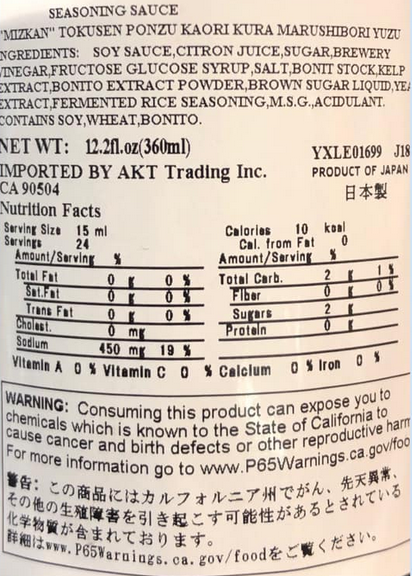 SEASONING SAUCE
"MIZKAN" TOKUSEN PONZU KAORI KURA MARUSHIBORI YUZU
NGREDIENTS: SOY SAUCE,CITRON JUICE,SUGAR,BREWERY
VINEGAR,FRUCTOSE GLUCOSE SYRUP,SALT,BONIT STOCK,KELP
EXTRACT,BONITO EXTRACT POWDER,BROWN SUGAR LIQUID,YEA
EXTRACT,FERMENTED RICE SEASONING,M.S.G.,ACIDULANT.
CONTAINS SOY,WHEAT,BONITO.
NET WT: 12.2fl.oz(360ml)
YXLE01699 J18
IMPORTED BY AKT Trading Inc.
PRODUCT OF JAPAN
CA 90504
日本製
Nutrition Facts
Serving Size 15 ml
Servings 24
Amount/Serving %
Total Fat 0 g 0 %
Sat.Fat 0 g 0 %
Trans Fat 0 g 0 %
Cholest. 0 mg
Sodium 450 mg 19 %
Calories 10 kcal
Cal. from Fat 0
Amount/Serving %
Total Carb. 2 g 1 %
Fiber 0 g 0 %
Sugars 2 g
Protein 0 g
Vitamin A 0 % Vitamin C 0 % Calcium 0 % Iron 0 %
WARNING: Consuming this product can expose you to
chemicals which is known to the State of California to
cause cancer and birth defects or other reproductive harm
For more information go to www.P65Warnings.ca.gov/foo
警告: この商品にはカルフォルニア州でがん、先天異常、
その他の生殖障害を引き起こす可能性があるとされている
化学物質が含まれております。
詳細はwww.P65Warnings.ca.gov/foodをご覧ください。